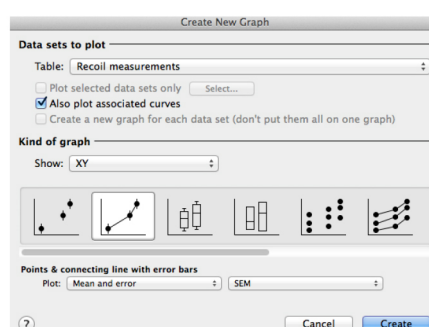 Create New Graph
Data sets to plot
Table: Recoil measurements
Plot selected data sets only Select...
Also plot associated curves
Create a new graph for each data set (don't put them all on one graph)
Kind of graph
Show: XY
Points & connecting line with error bars
Plot: Mean and error SEM
? Cancel Create